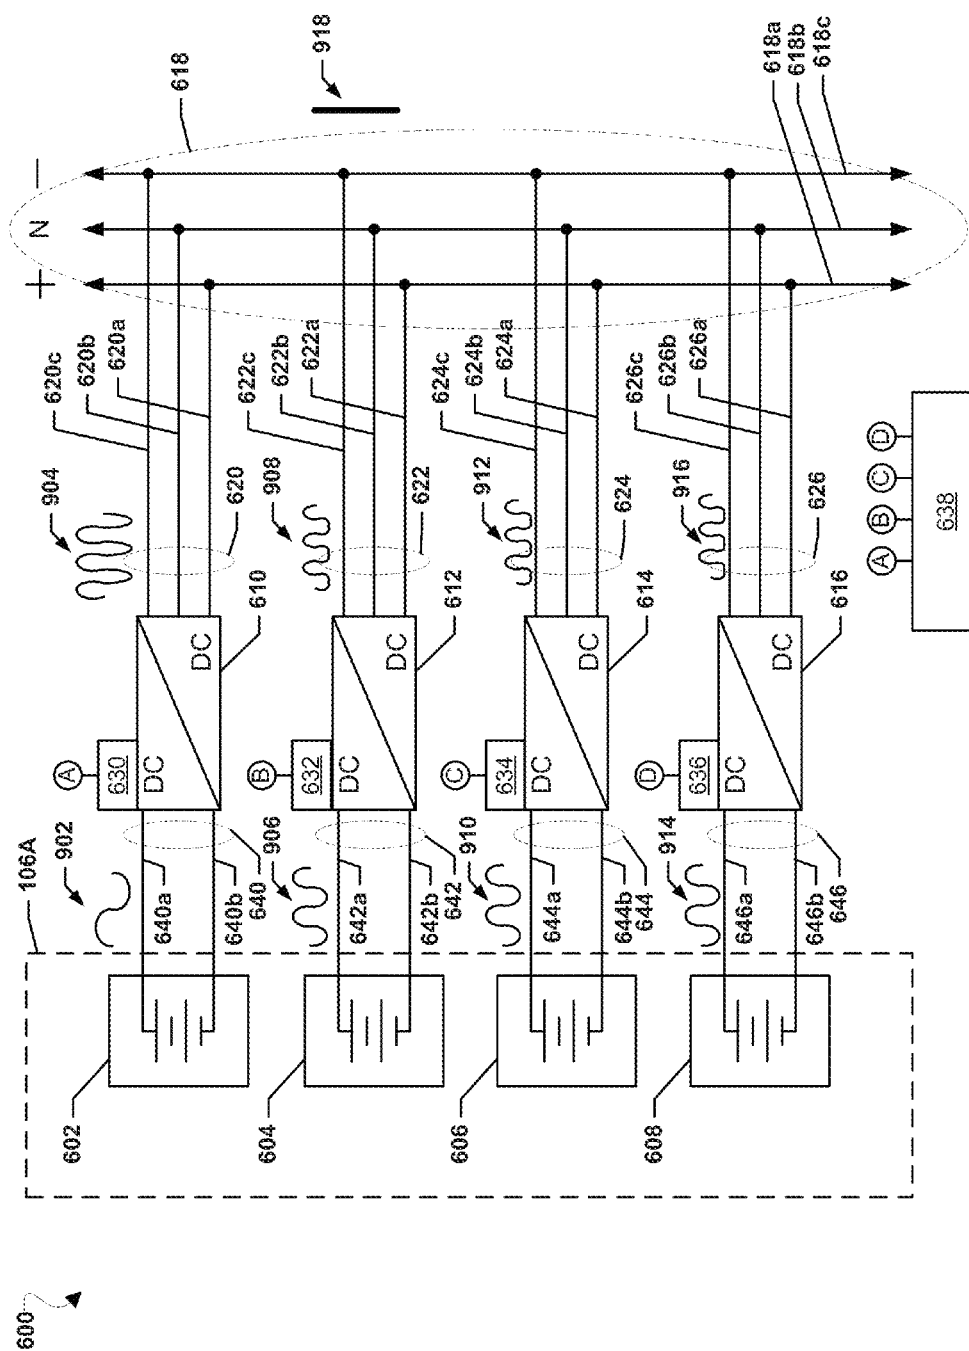 600
106A
602
902
640a
640b
640
A
630
DC
DC
610
904
620
620c
620b
620a
604
906
642a
642b
642
B
632
DC
DC
612
908
622
622c
622b
622a
606
910
644a
644b
644
C
634
DC
DC
614
912
624
624c
624b
624a
608
914
646a
646b
646
D
636
DC
DC
616
916
626
626c
626b
626a
+
N
−
618
918
618a
618b
618c
A
B
C
D
638